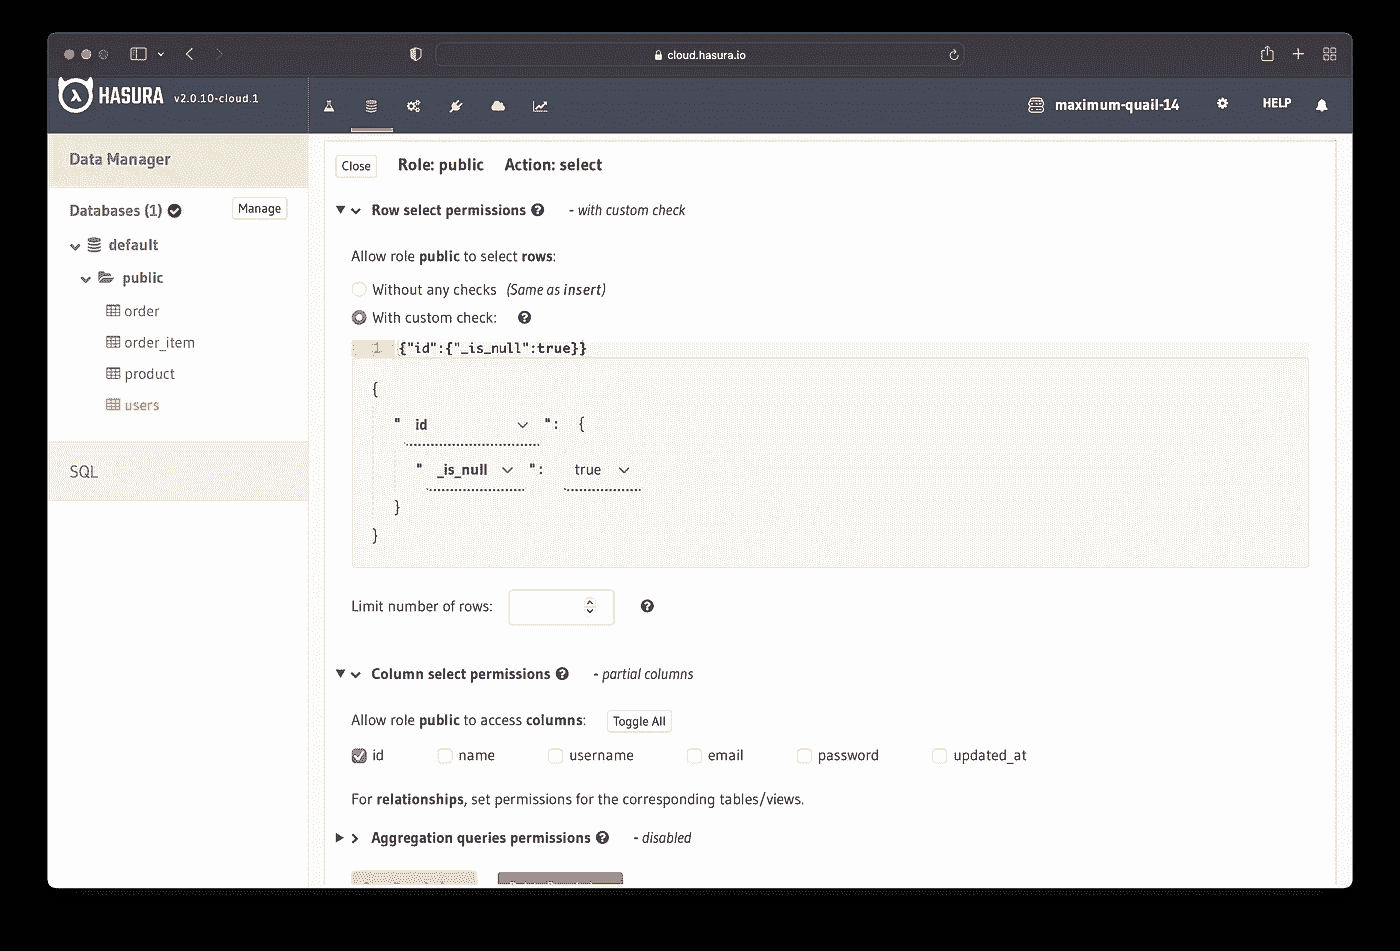 cloud.hasura.io
HASURA v2.0.10-cloud.1
maximum-quail-14 HELP
Data Manager
Databases (1) Manage
default
public
order
order_item
product
users
SQL
Close Role: public Action: select
Row select permissions - with custom check
Allow role public to select rows:
Without any checks (Same as insert)
With custom check:
1 {"id":{"_is_null":true}}
{
" id ": {
" _is_null ": true
}
}
Limit number of rows:
Column select permissions - partial columns
Allow role public to access columns: Toggle All
id name username email password updated_at
For relationships, set permissions for the corresponding tables/views.
Aggregation queries permissions - disabled